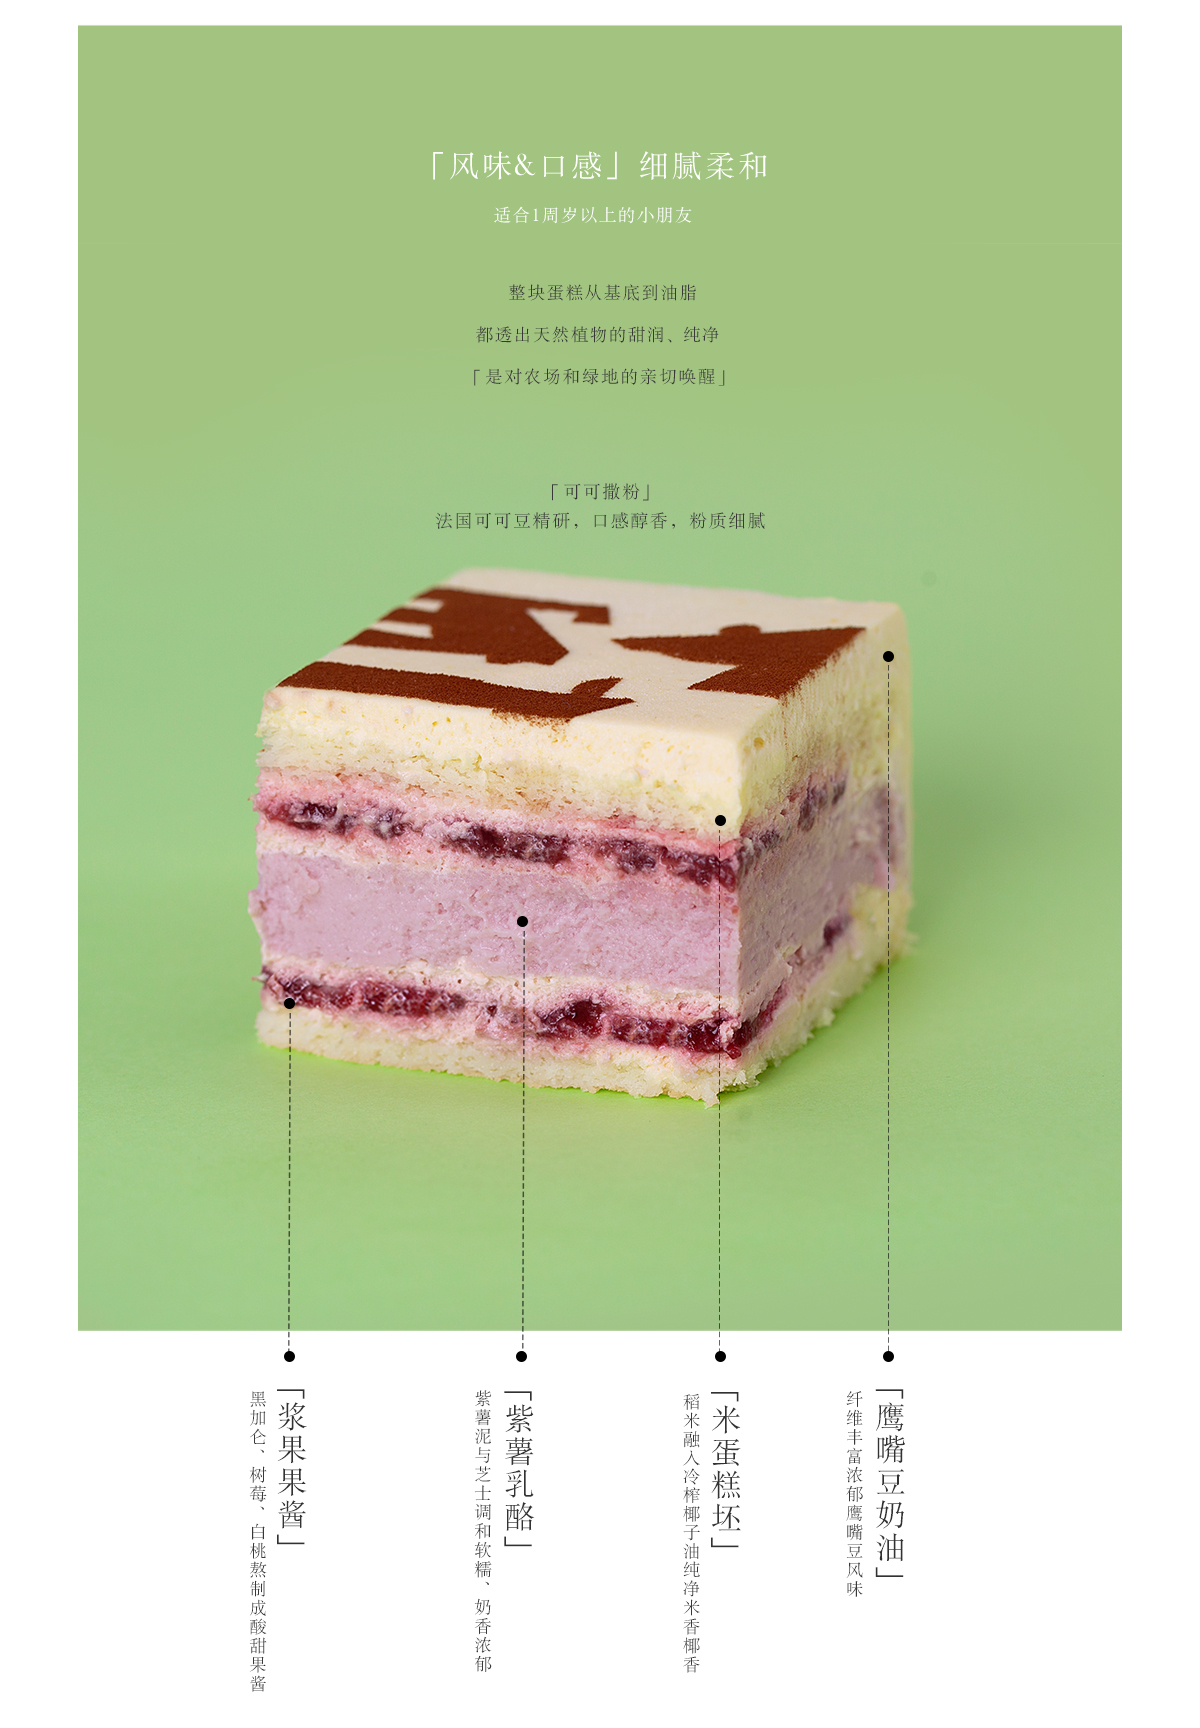 「风味&口感」细腻柔和
适合1周岁以上的小朋友
整块蛋糕从基底到油脂
都透出天然植物的甜润、纯净
「是对农场和绿地的亲切唤醒」
「可可撒粉」
法国可可豆精研，口感醇香，粉质细腻
「鹰嘴豆奶油」
纤维丰富浓郁鹰嘴豆风味
「米蛋糕坯」
稻米融入冷榨椰子油纯净米香椰香
「紫薯乳酪」
紫薯泥与芝士调和软糯、奶香浓郁
「浆果果酱」
黑加仑、树莓、白桃熬制成酸甜果酱